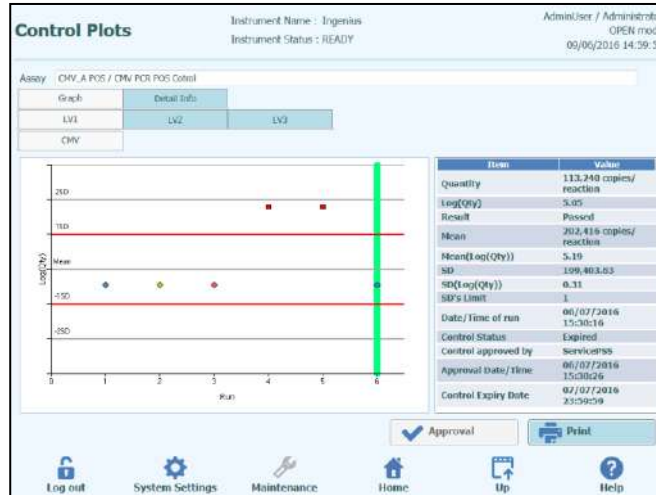 Control Plots
Instrument Name : Ingenius
Instrument Status : READY
AdminUser / Administrato
OPEN mod
09/06/2016 14:59:5
Assay CMV_A POS / CMV PCR POS Cotrol
Graph Detail Info
LV1 LV2 LV3
CMV
2SD
1SD
Mean
-1SD
-2SD
Log(Qty)
0 1 2 3 4 5 6
Run
Item Value
Quantity 113,240 copies/
reaction
Log(Qty) 5.05
Result Passed
Mean 202,416 copies/
reaction
Mean(Log(Qty)) 5.19
SD 109,403.83
SD(Log(Qty)) 0.31
SD's Limit 1
Date/Time of run 06/07/2016
15:30:16
Control Status Expired
Control approved by ServicePSS
Approval Date/Time 06/07/2016
15:30:26
Control Expiry Date 07/07/2016
23:59:59
Approval Print
Log out System Settings Maintenance Home Up Help